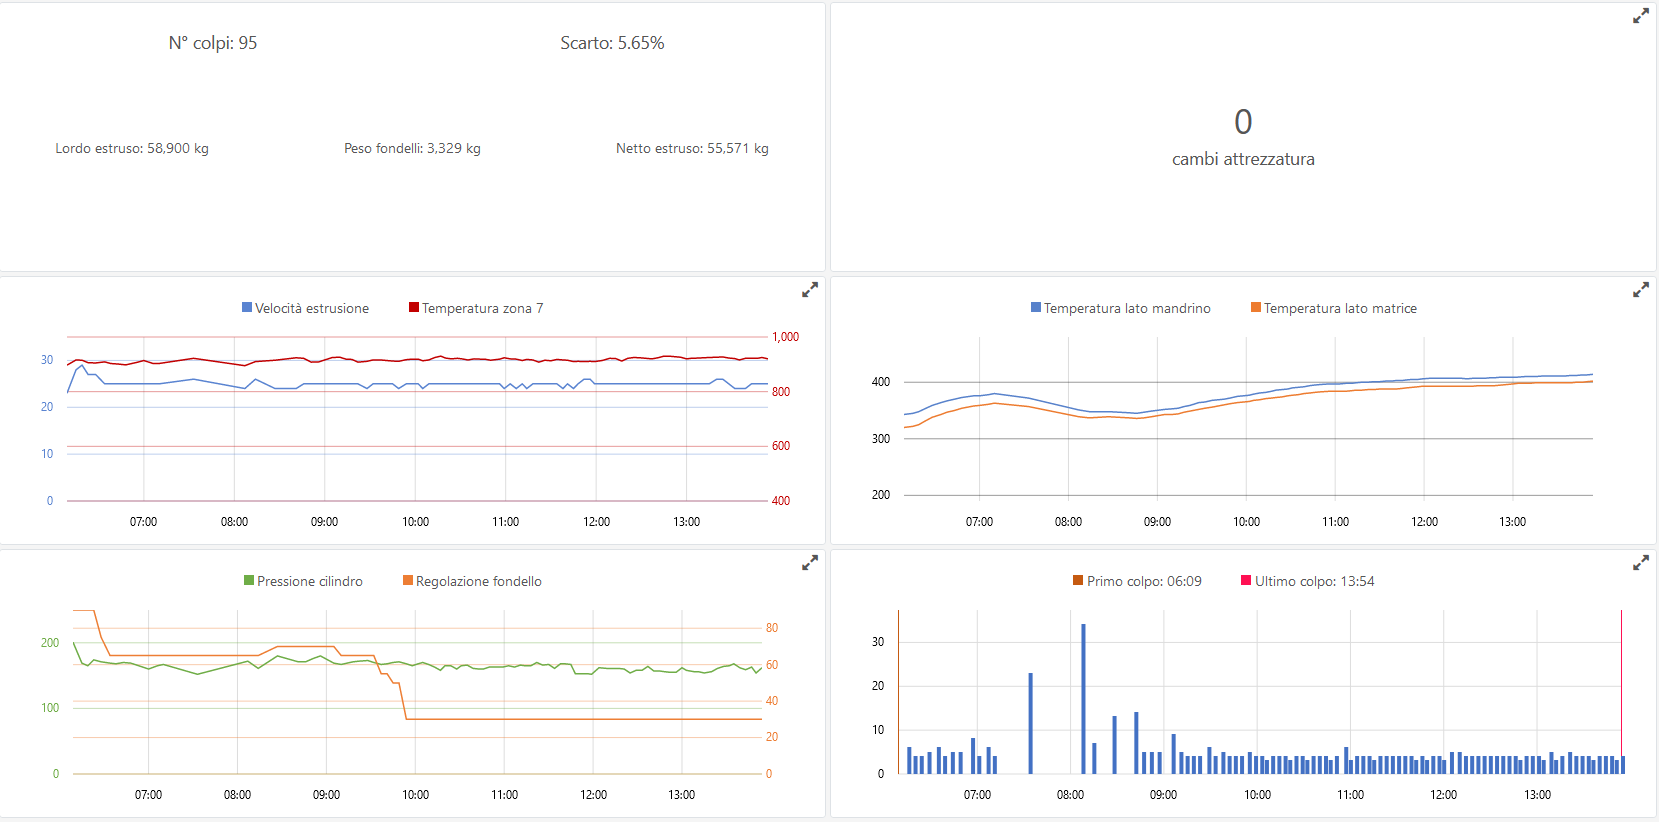 N° colpi: 95
Scarto: 5.65%
Lordo estruso: 58,900 kg
Peso fondelli: 3,329 kg
Netto estruso: 55,571 kg
0
cambi attrezzatura
Velocità estrusione
Temperatura zona 7
30
20
10
0
1,000
800
600
400
07:00 08:00 09:00 10:00 11:00 12:00 13:00
Temperatura lato mandrino
Temperatura lato matrice
400
300
200
07:00 08:00 09:00 10:00 11:00 12:00 13:00
Pressione cilindro
Regolazione fondello
200
100
0
80
60
40
20
0
07:00 08:00 09:00 10:00 11:00 12:00 13:00
Primo colpo: 06:09
Ultimo colpo: 13:54
30
20
10
0
07:00 08:00 09:00 10:00 11:00 12:00 13:00